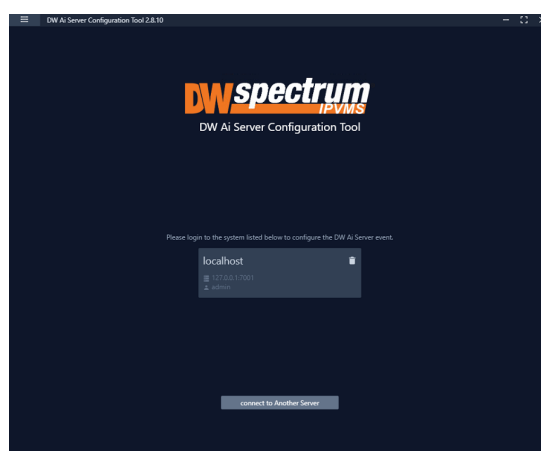 DW Ai Server Configuration Tool 2.8.10
DW spectrum
IPVMS
DW Ai Server Configuration Tool
Please login to the system listed below to configure the DW Ai Server event.
localhost
127.0.0.1:7001
admin
connect to Another Server